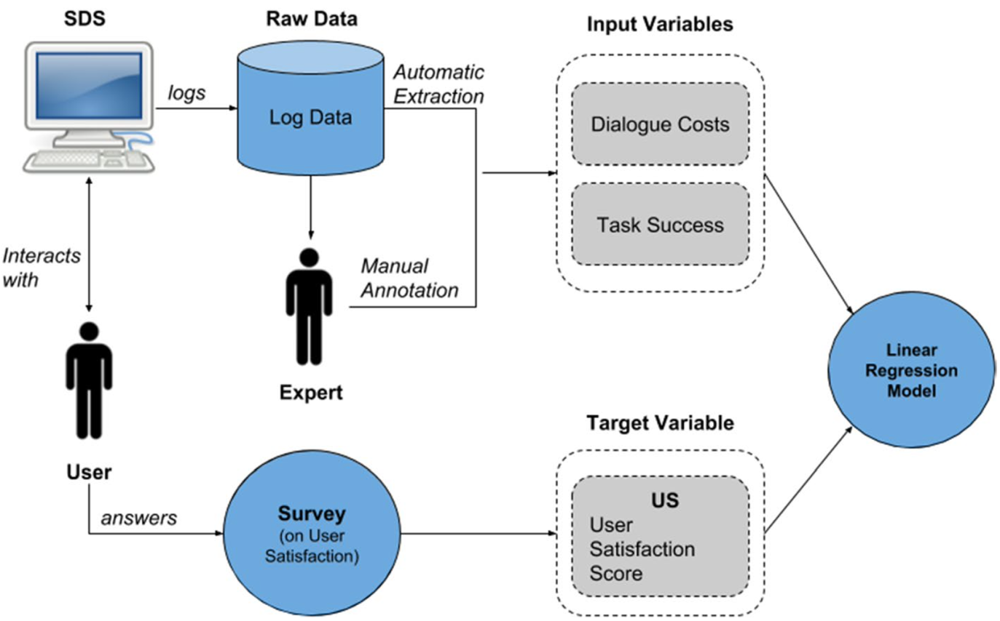 SDS
Raw Data
Input Variables
logs
Log Data
Automatic
Extraction
Dialogue Costs
Task Success
Interacts
with
Manual
Annotation
Expert
Linear
Regression
Model
User
answers
Survey
(on User
Satisfaction)
Target Variable
US
User
Satisfaction
Score